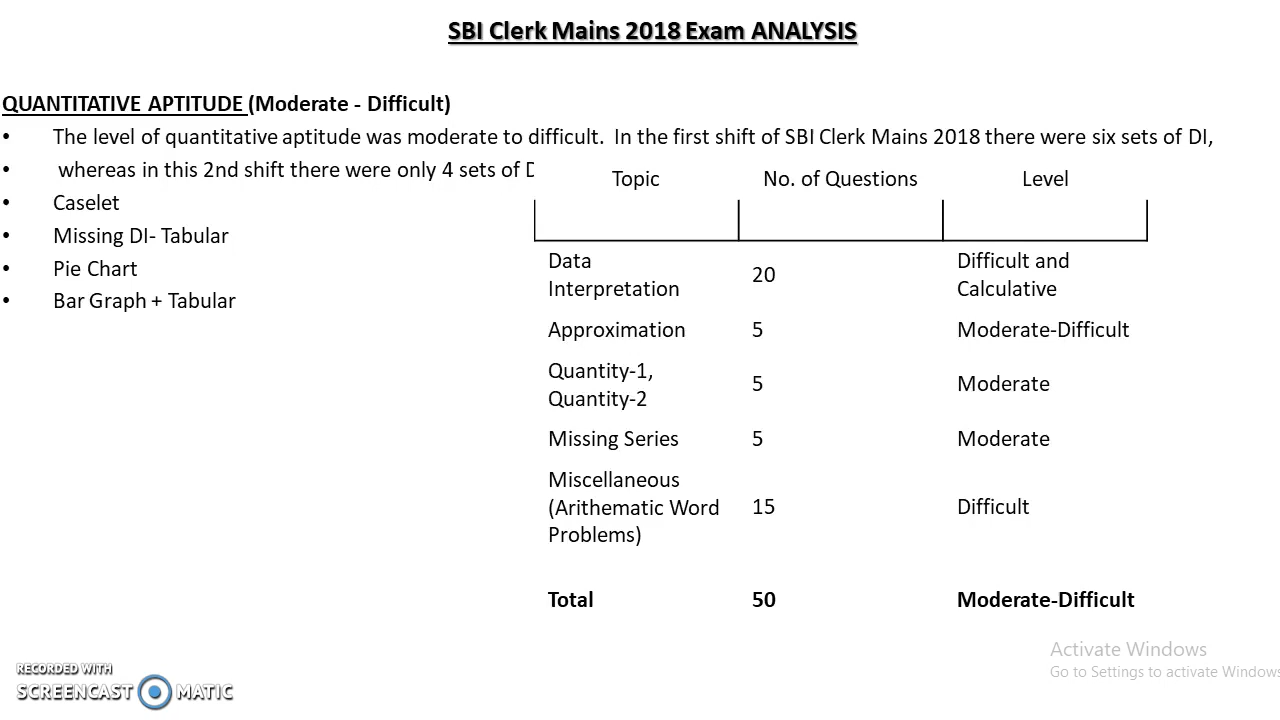 SBI Clerk Mains 2018 Exam ANALYSIS
QUANTITATIVE APTITUDE (Moderate - Difficult)
• The level of quantitative aptitude was moderate to difficult. In the first shift of SBI Clerk Mains 2018 there were six sets of DI,
• whereas in this 2nd shift there were only 4 sets of
• Caselet
• Missing DI- Tabular
• Pie Chart
• Bar Graph + Tabular
Topic No. of Questions Level
Data
Interpretation 20 Difficult and
Calculative
Approximation 5 Moderate-Difficult
Quantity-1,
Quantity-2 5 Moderate
Missing Series 5 Moderate
Miscellaneous
(Arithematic Word 15 Difficult
Problems)
Total 50 Moderate-Difficult
Activate Windows
Go to Settings to activate Windows
RECORDED WITH
SCREENCAST MATIC